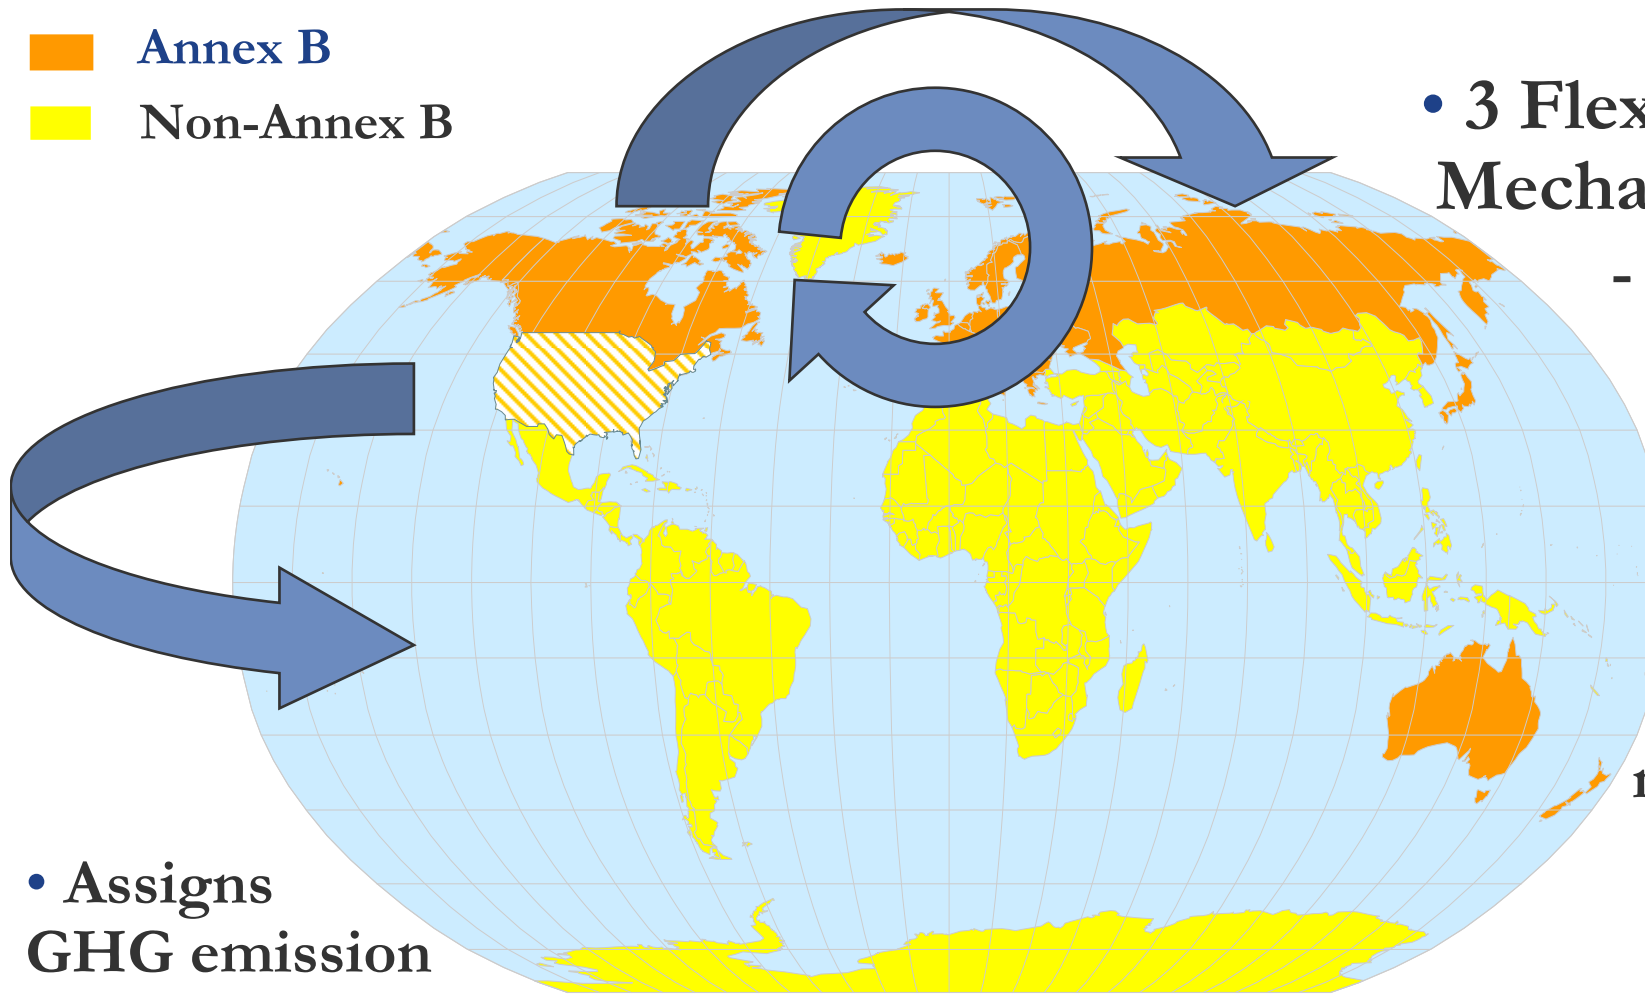 Annex B
Non-Annex B
• 3 Flex
Mecha
-
• Assigns
GHG emission